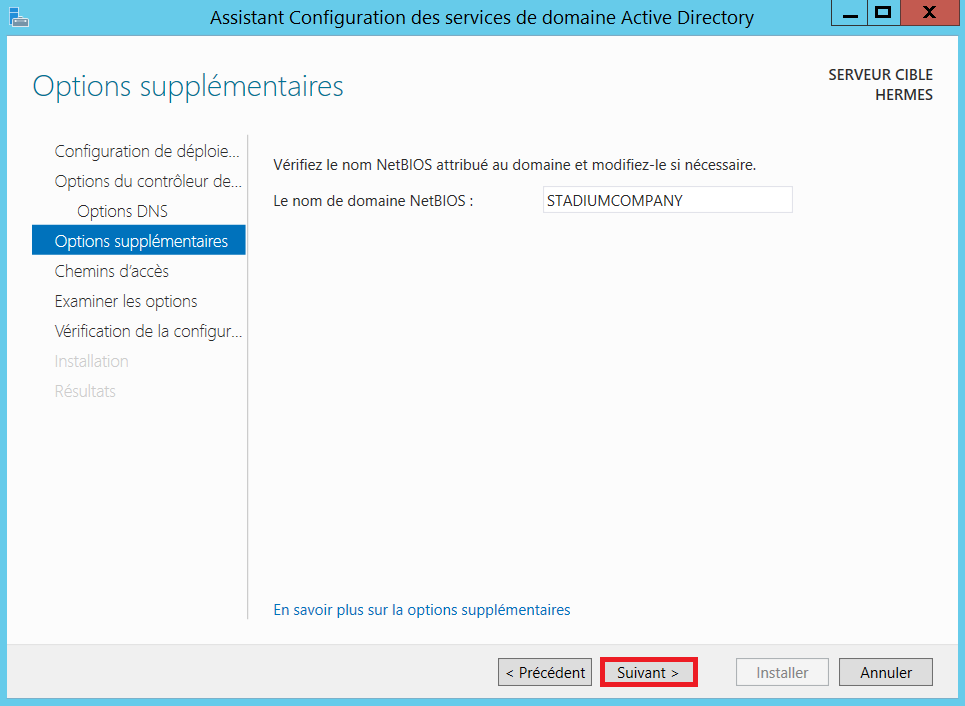 Assistant Configuration des services de domaine Active Directory
Options supplémentaires
SERVEUR CIBLE
HERMES
Configuration de déploie...
Options du contrôleur de...
Options DNS
Options supplémentaires
Chemins d'accès
Examiner les options
Vérification de la configur...
Installation
Résultats
Vérifiez le nom NetBIOS attribué au domaine et modifiez-le si nécessaire.
Le nom de domaine NetBIOS : STADIUMCOMPANY
En savoir plus sur la options supplémentaires
< Précédent Suivant > Installer Annuler